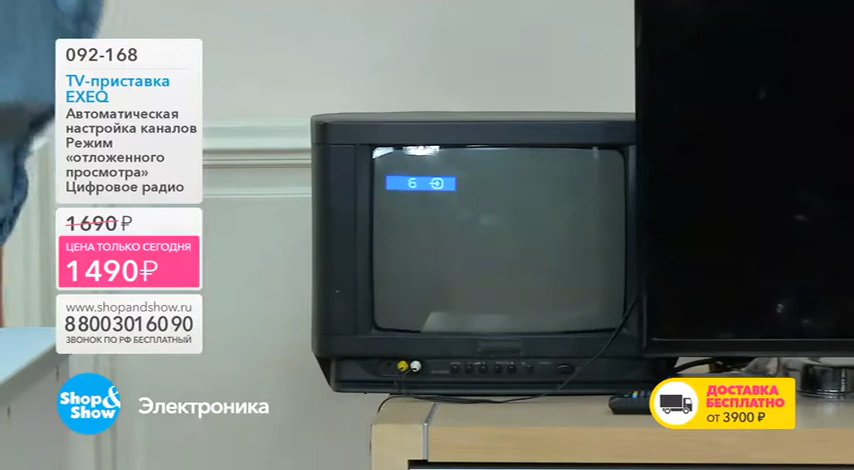 092-168
TV-приставка
EXEQ
Автоматическая
настройка каналов
Режим
«отложенного
просмотра»
Цифровое радио
1690 ₽
ЦЕНА ТОЛЬКО СЕГОДНЯ
1490₽
www.shopandshow.ru
88003016090
ЗВОНОК ПО РФ БЕСПЛАТНЫЙ
Shop&
Show
Электроника
6
ДОСТАВКА
БЕСПЛАТНО
от 3900 ₽